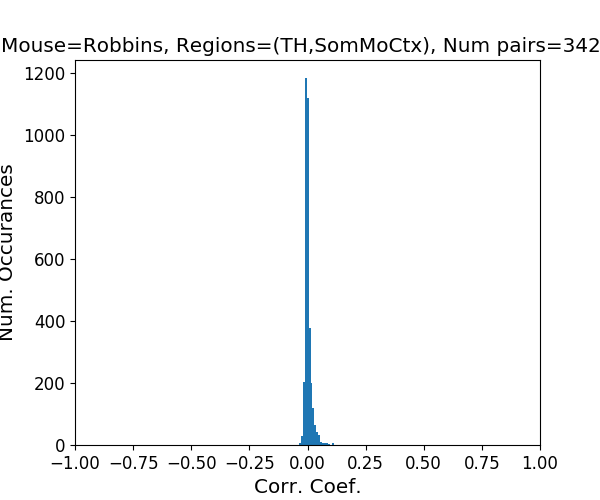 Mouse=Robbins, Regions=(TH,SomMoCtx), Num pairs=342
1200
1000
800
600
400
200
0
Num. Occurances
−1.00 −0.75 −0.50 −0.25 0.00 0.25 0.50 0.75 1.00
Corr. Coef.